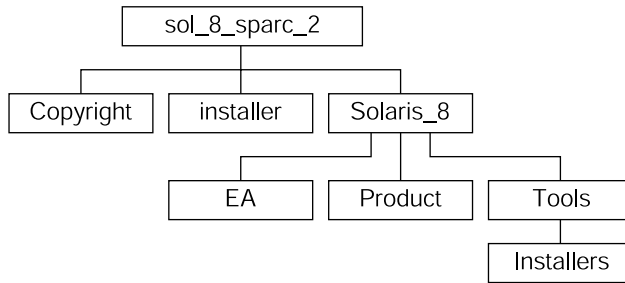 sol_8_sparc_2
Copyright
installer
Solaris_8
EA
Product
Tools
Installers